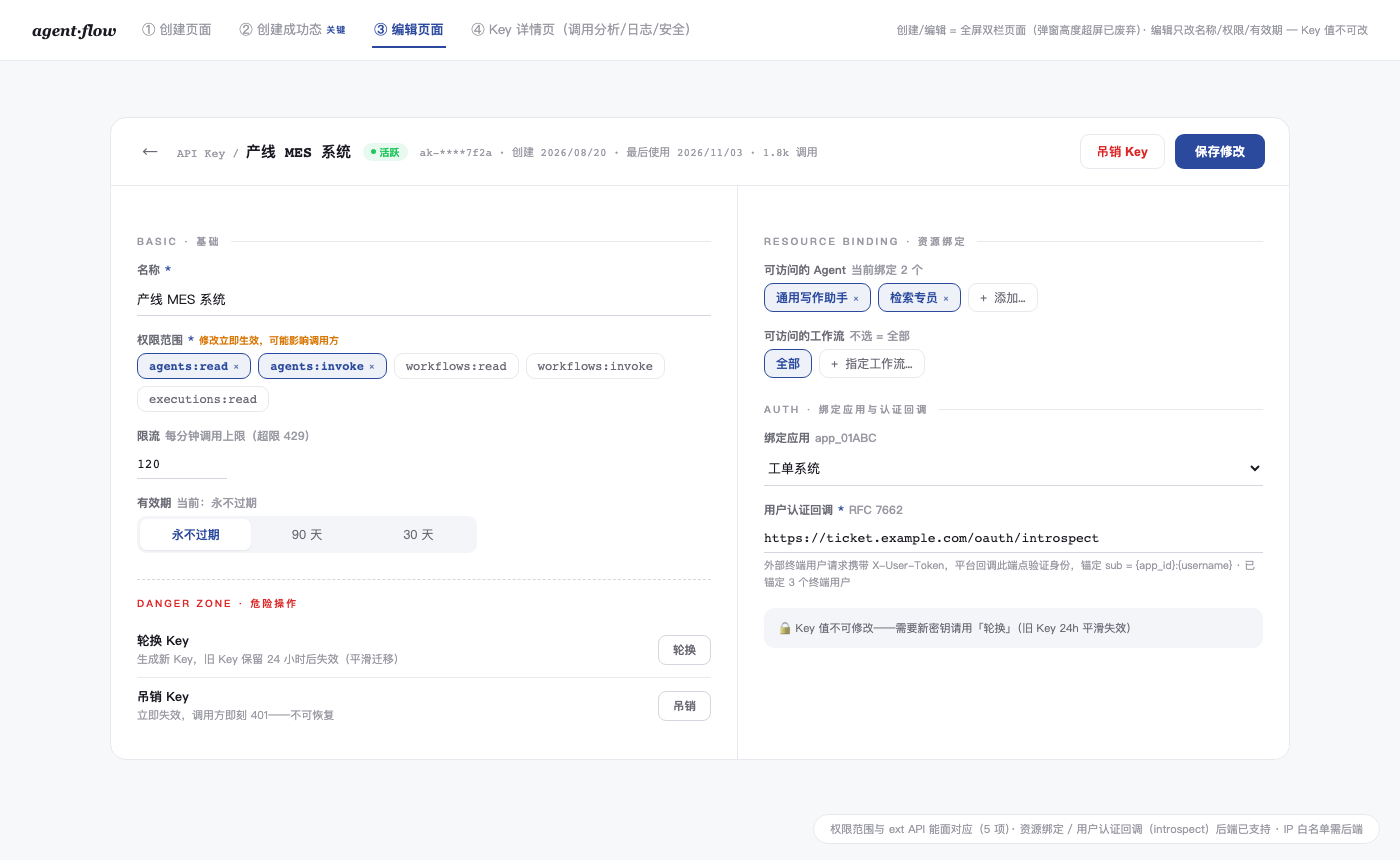 agent·flow ① 创建页面 ② 创建成功态 关键 ③ 编辑页面 ④ Key 详情页（调用分析/日志/安全） 创建/编辑 = 全屏双栏页面（弹窗高度超屏已废弃）· 编辑只改名称/权限/有效期 — Key 值不可改
← API Key / 产线 MES 系统 活跃 ak-****7f2a · 创建 2026/08/20 · 最后使用 2026/11/03 · 1.8k 调用 吊销 Key 保存修改
BASIC · 基础
名称 *
产线 MES 系统
权限范围 * 修改立即生效，可能影响调用方
agents:read × agents:invoke × workflows:read workflows:invoke
executions:read
限流 每分钟调用上限（超限 429）
120
有效期 当前：永不过期
永不过期 90 天 30 天
DANGER ZONE · 危险操作
轮换 Key
生成新 Key，旧 Key 保留 24 小时后失效（平滑迁移）
轮换
吊销 Key
立即失效，调用方即刻 401——不可恢复
吊销
RESOURCE BINDING · 资源绑定
可访问的 Agent 当前绑定 2 个
通用写作助手 × 检索专员 × + 添加…
可访问的工作流 不选 = 全部
全部 + 指定工作流…
AUTH · 绑定应用与认证回调
绑定应用 app_01ABC
工单系统
用户认证回调 * RFC 7662
https://ticket.example.com/oauth/introspect
外部终端用户请求携带 X-User-Token，平台回调此端点验证身份，锚定 sub = {app_id}:{username} · 已
锚定 3 个终端用户
🔒 Key 值不可修改——需要新密钥请用「轮换」（旧 Key 24h 平滑失效）
权限范围与 ext API 能面对应（5 项）· 资源绑定 / 用户认证回调（introspect）后端已支持 · IP 白名单需后端